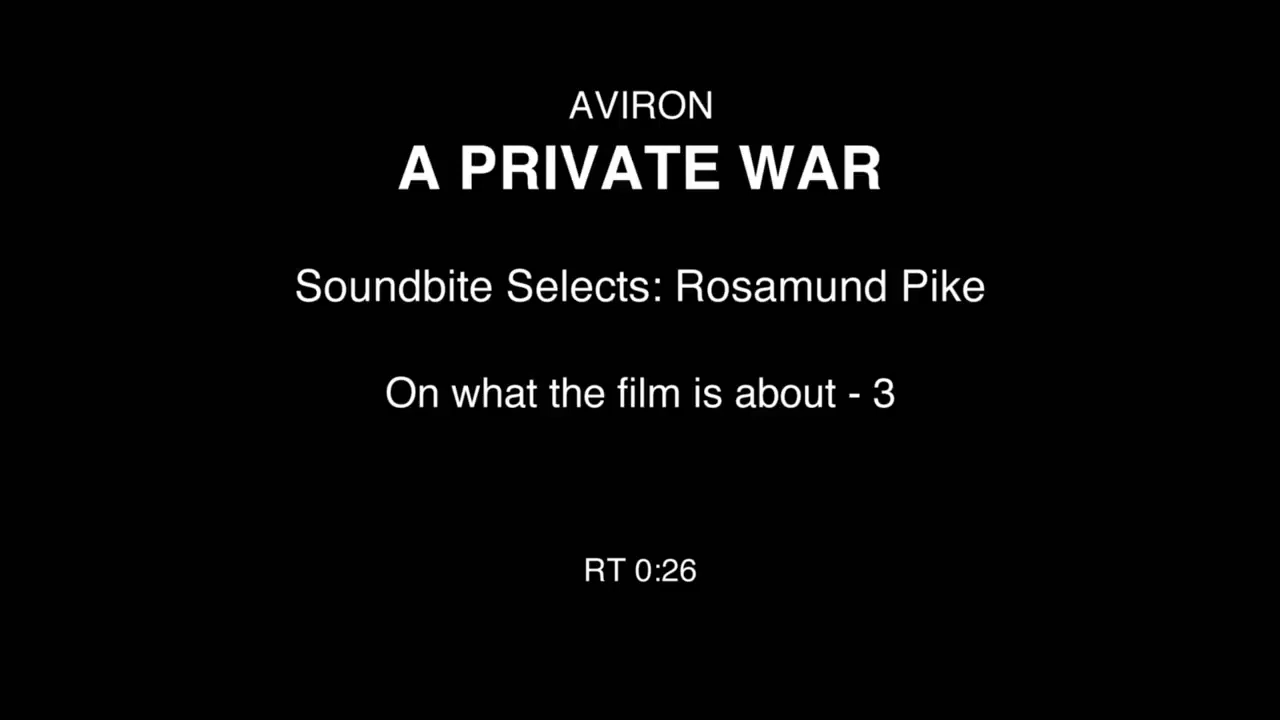 AVIRON
A PRIVATE WAR
Soundbite Selects: Rosamund Pike
On what the film is about - 3
RT 0:26